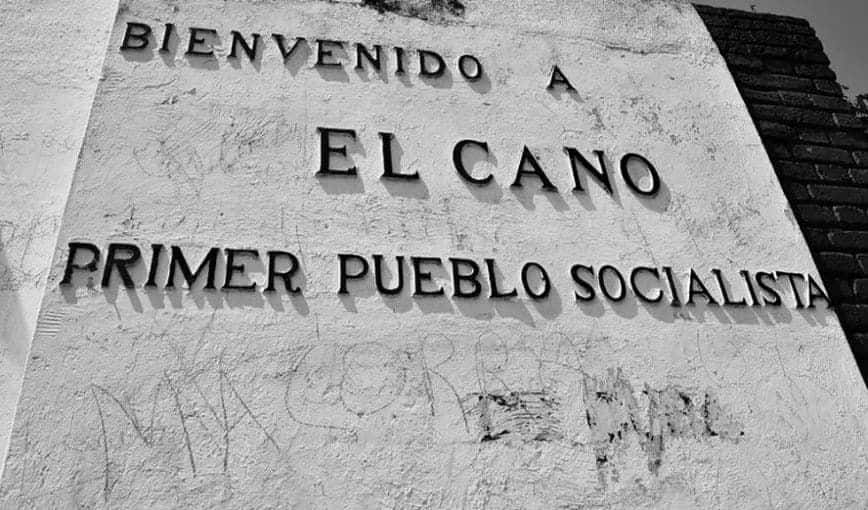 BIENVENIDO A
EL CANO
PRIMER PUEBLO SOCIALISTA